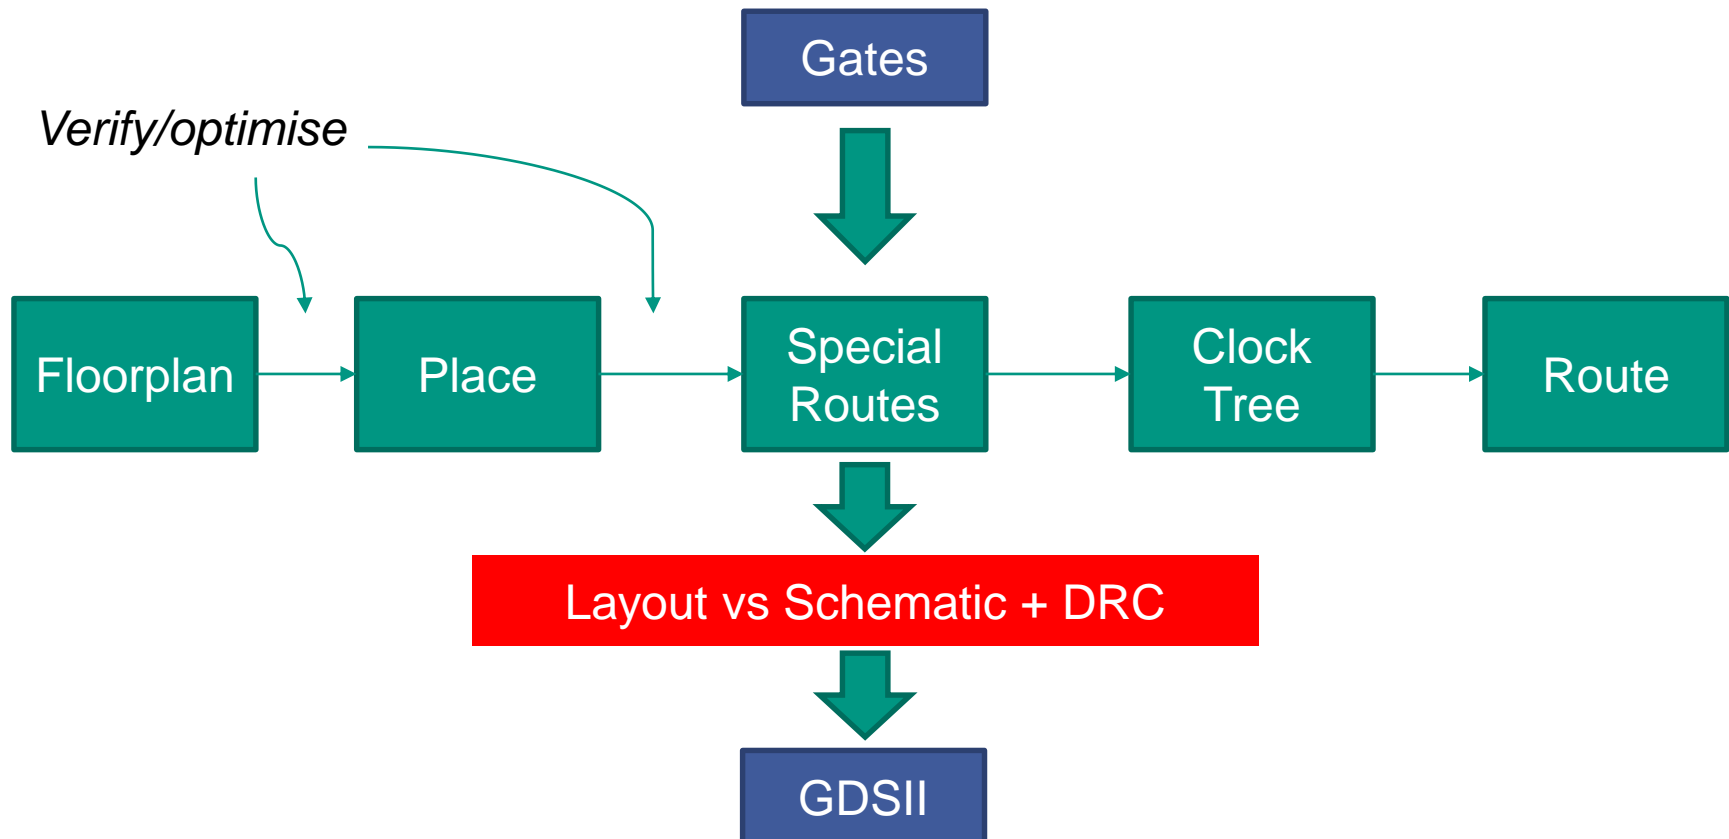 Gates
Verify/optimise
Floorplan
Place
Special
Routes
Clock
Tree
Route
Layout vs Schematic + DRC
GDSII